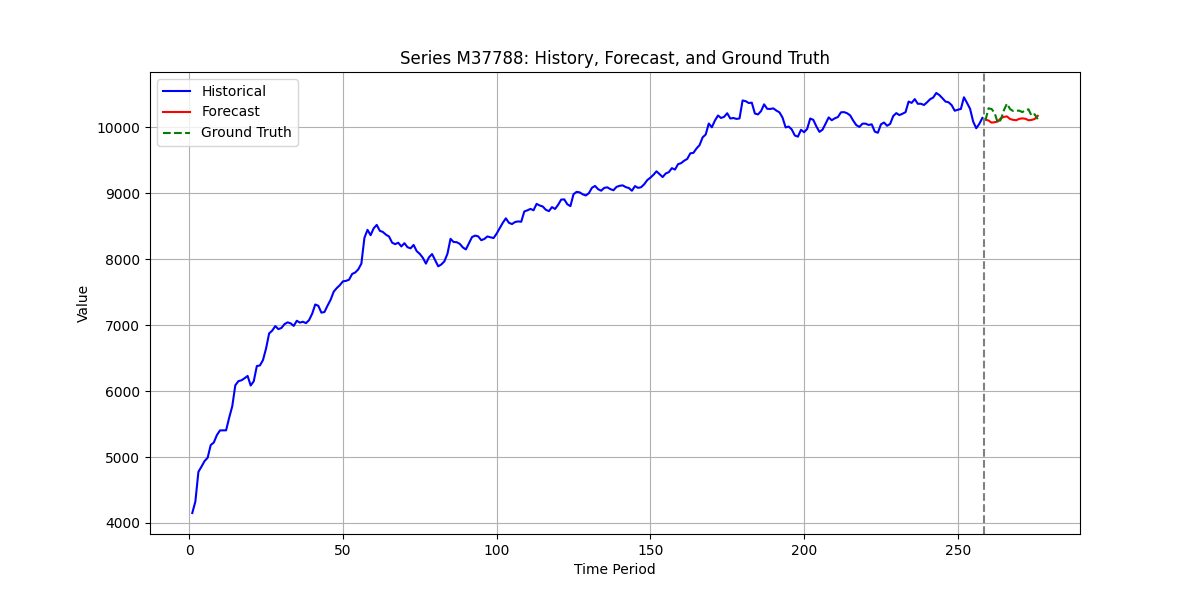 Series M37788: History, Forecast, and Ground Truth
Historical
Forecast
Ground Truth
Value
10000
9000
8000
7000
6000
5000
4000
0 50 100 150 200 250
Time Period